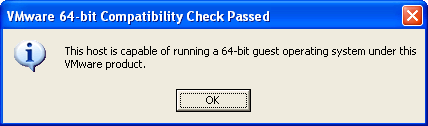 VMware 64-bit Compatibility Check Passed
This host is capable of running a 64-bit guest operating system under this
VMware product.
OK